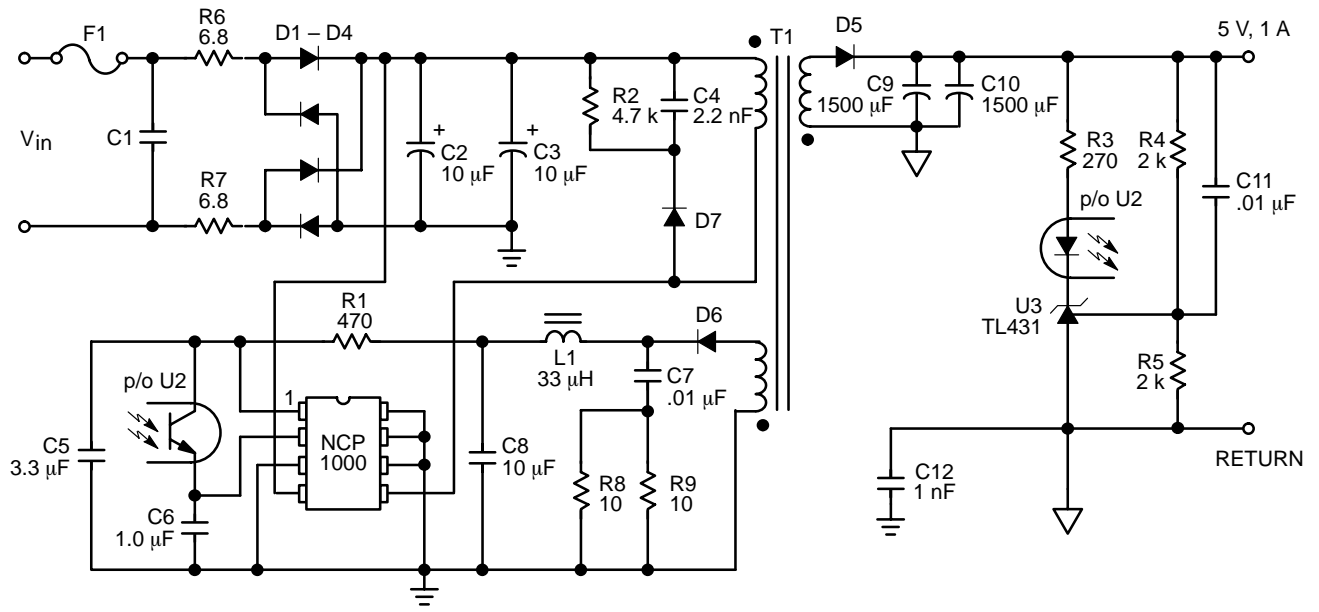 F1
R6
6.8
D1 – D4
T1
D5
5 V, 1 A
Vin
C1
R7
6.8
+
C2
10 µF
+
C3
10 µF
R2
4.7 k
C4
2.2 nF
D7
C9
1500 µF
C10
1500 µF
R3
270
R4
2 k
C11
.01 µF
p/o U2
U3
TL431
R5
2 k
R1
470
L1
33 µH
D6
C7
.01 µF
p/o U2
C5
3.3 µF
1
NCP
1000
C6
1.0 µF
C8
10 µF
R8
10
R9
10
C12
1 nF
RETURN